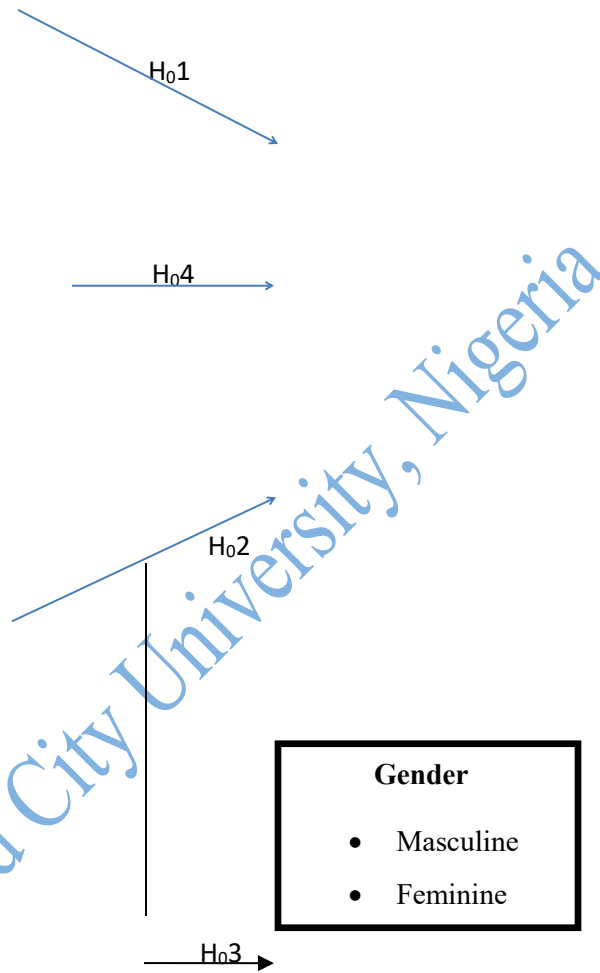 H₀1
H₀4
H₀2
City University, Nigeria
Gender
• Masculine
• Feminine
H₀3